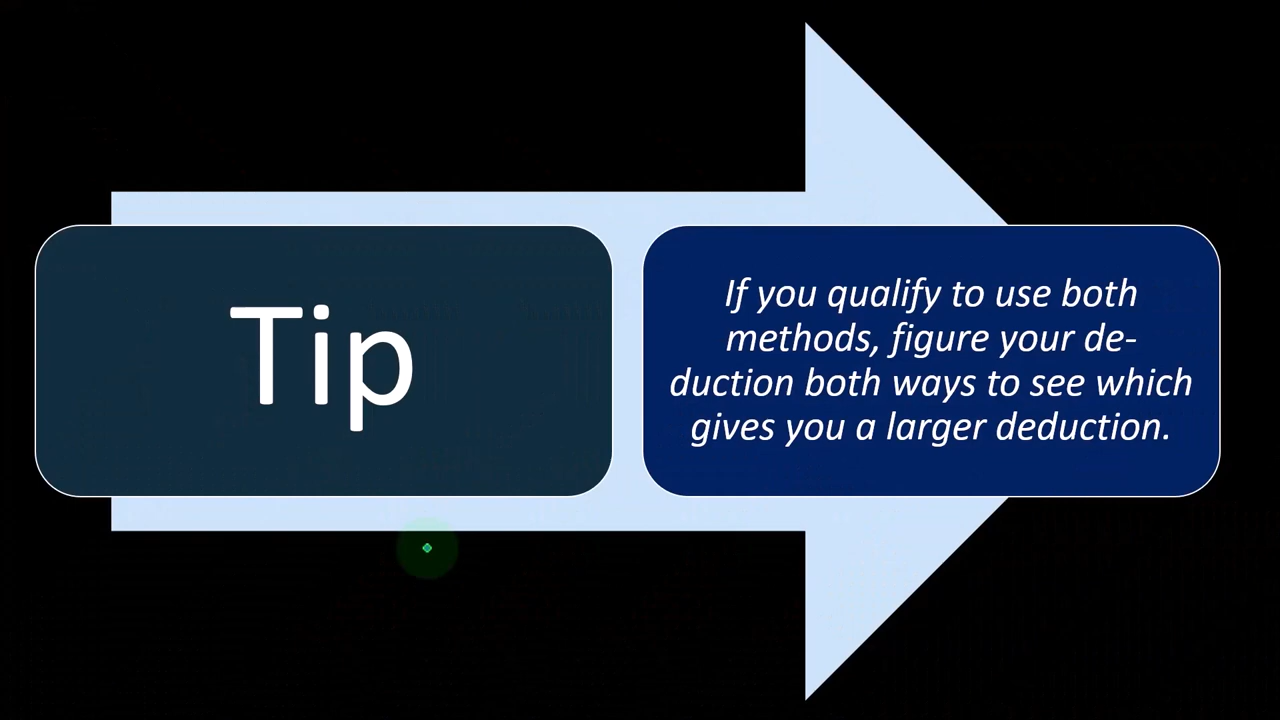 Tip
If you qualify to use both
methods, figure your de-
duction both ways to see which
gives you a larger deduction.